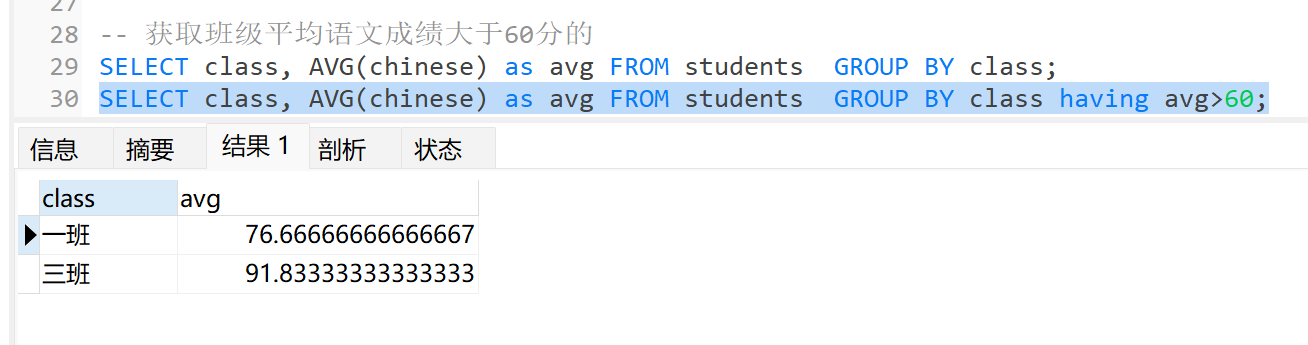 27
28 -- 获取班级平均语文成绩大于60分的
29 SELECT class, AVG(chinese) as avg FROM students  GROUP BY class;
30 SELECT class, AVG(chinese) as avg FROM students  GROUP BY class having avg>60;
信息 摘要 结果 1 剖析 状态
class avg
一班 76.66666666666667
三班 91.83333333333333